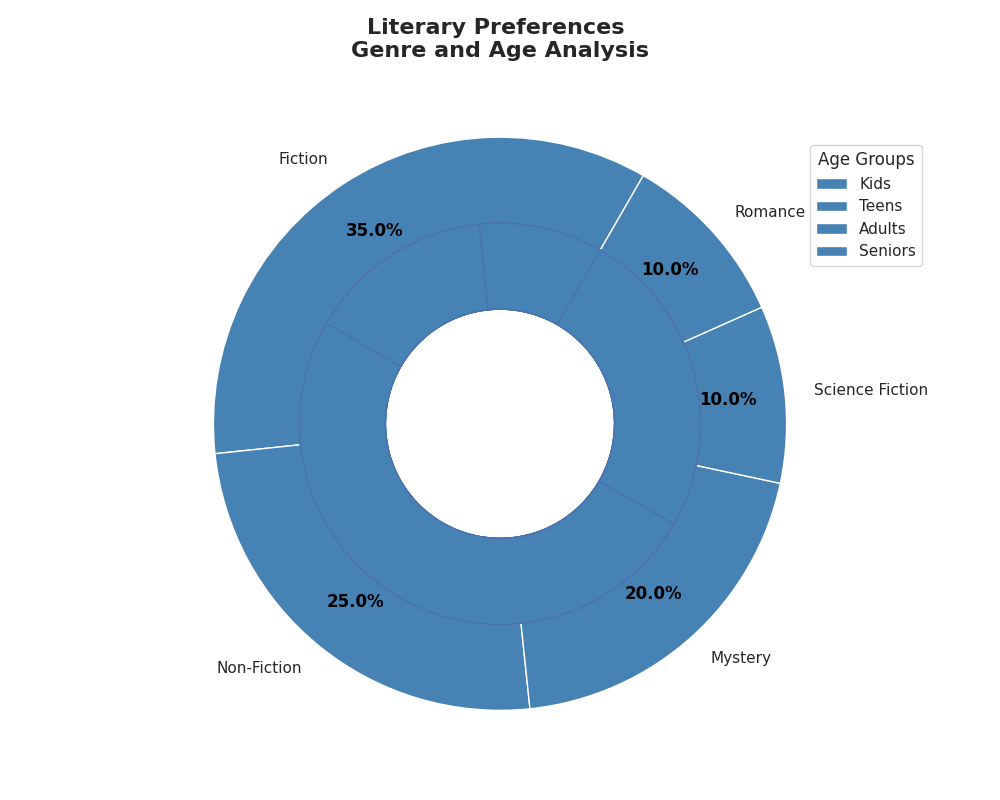 Literary Preferences
Genre and Age Analysis
Fiction
Romance
Science Fiction
Mystery
Non-Fiction
35.0%
10.0%
10.0%
20.0%
25.0%
Age Groups
Kids
Teens
Adults
Seniors